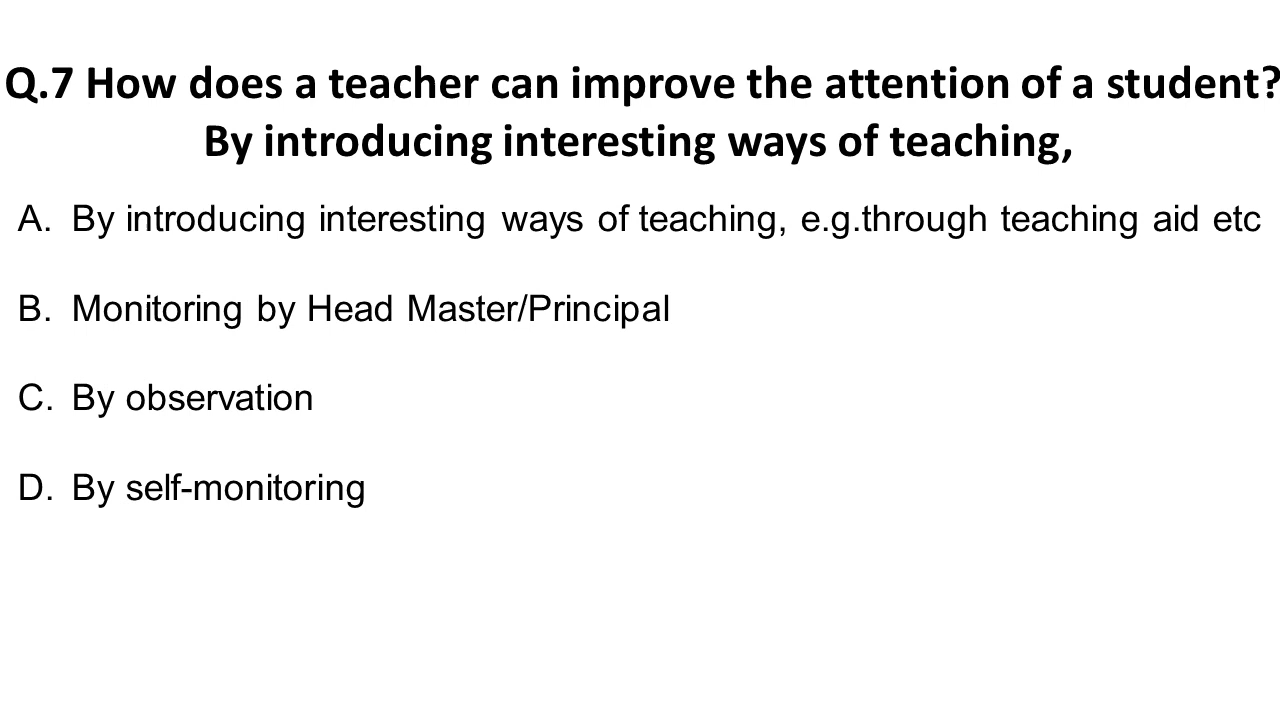 Q.7 How does a teacher can improve the attention of a student?
By introducing interesting ways of teaching,
A. By introducing interesting ways of teaching, e.g.through teaching aid etc
B. Monitoring by Head Master/Principal
C. By observation
D. By self-monitoring